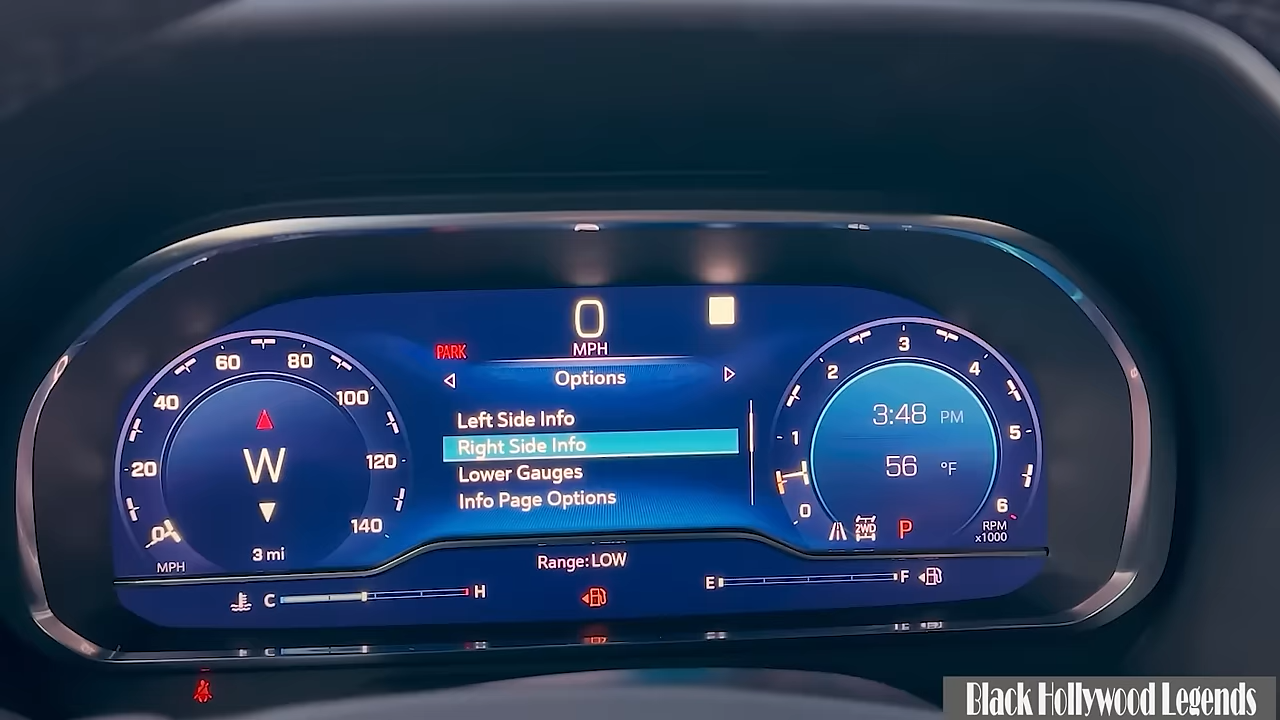 0
MPH
PARK
Options
Left Side Info
Right Side Info
Lower Gauges
Info Page Options
0
20
40
60
80
100
120
140
MPH
W
3 mi
0
1
2
3
4
5
6
RPM
x1000
3:48 PM
56 °F
2WD
P
Range: LOW
C H
E F
Black Hollywood Legends